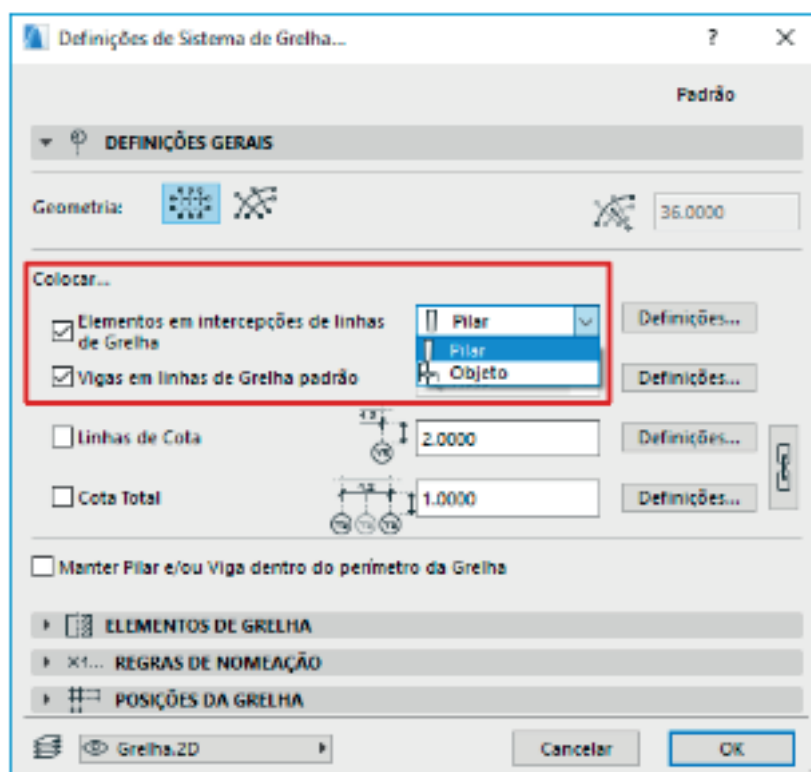 Definições de Sistema de Grelha...
?
Padrão
DEFINIÇÕES GERAIS
Geometria:
36.0000
Colocar...
Elementos em intercepções de linhas
de Grelha
Pilar
Definições...
Pilar
Vigas em linhas de Grelha padrão
Objeto
Definições...
Linhas de Cota
2.0000
Definições...
Cota Total
1.0000
Definições...
Manter Pilar e/ou Viga dentro do perímetro da Grelha
ELEMENTOS DE GRELHA
X1... REGRAS DE NOMEAÇÃO
POSIÇÕES DA GRELHA
Grelha.2D
Cancelar
OK